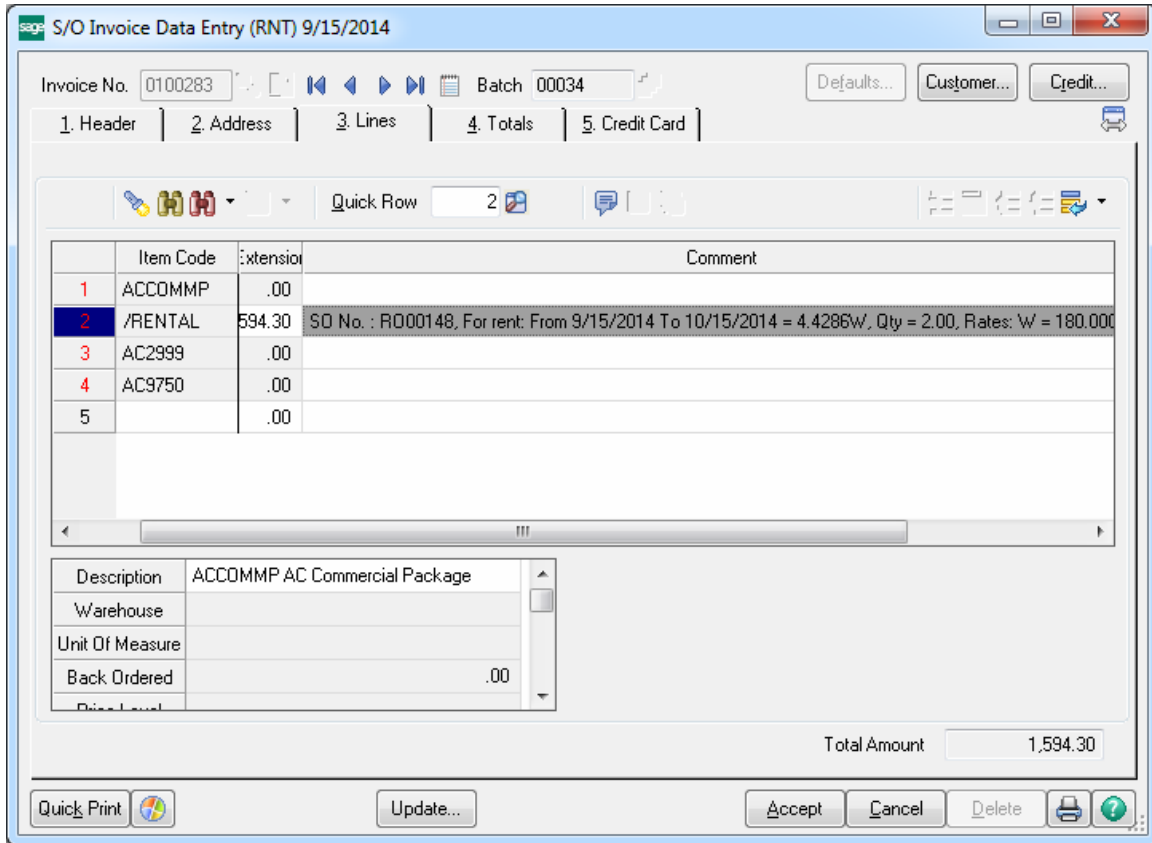 sage S/O Invoice Data Entry (RNT) 9/15/2014
Invoice No. 0100283 Batch 00034 Defaults... Customer... Credit...
1. Header 2. Address 3. Lines 4. Totals 5. Credit Card
Quick Row 2
Item Code Extension Comment
1 ACCOMMP .00
2 /RENTAL 594.30 SO No. : RO00148, For rent: From 9/15/2014 To 10/15/2014 = 4.4286W, Qty = 2.00, Rates: W = 180.000
3 AC2999 .00
4 AC9750 .00
5 .00
Description ACCOMMP AC Commercial Package
Warehouse
Unit Of Measure
Back Ordered .00
Price Level
Total Amount 1,594.30
Quick Print Update... Accept Cancel Delete